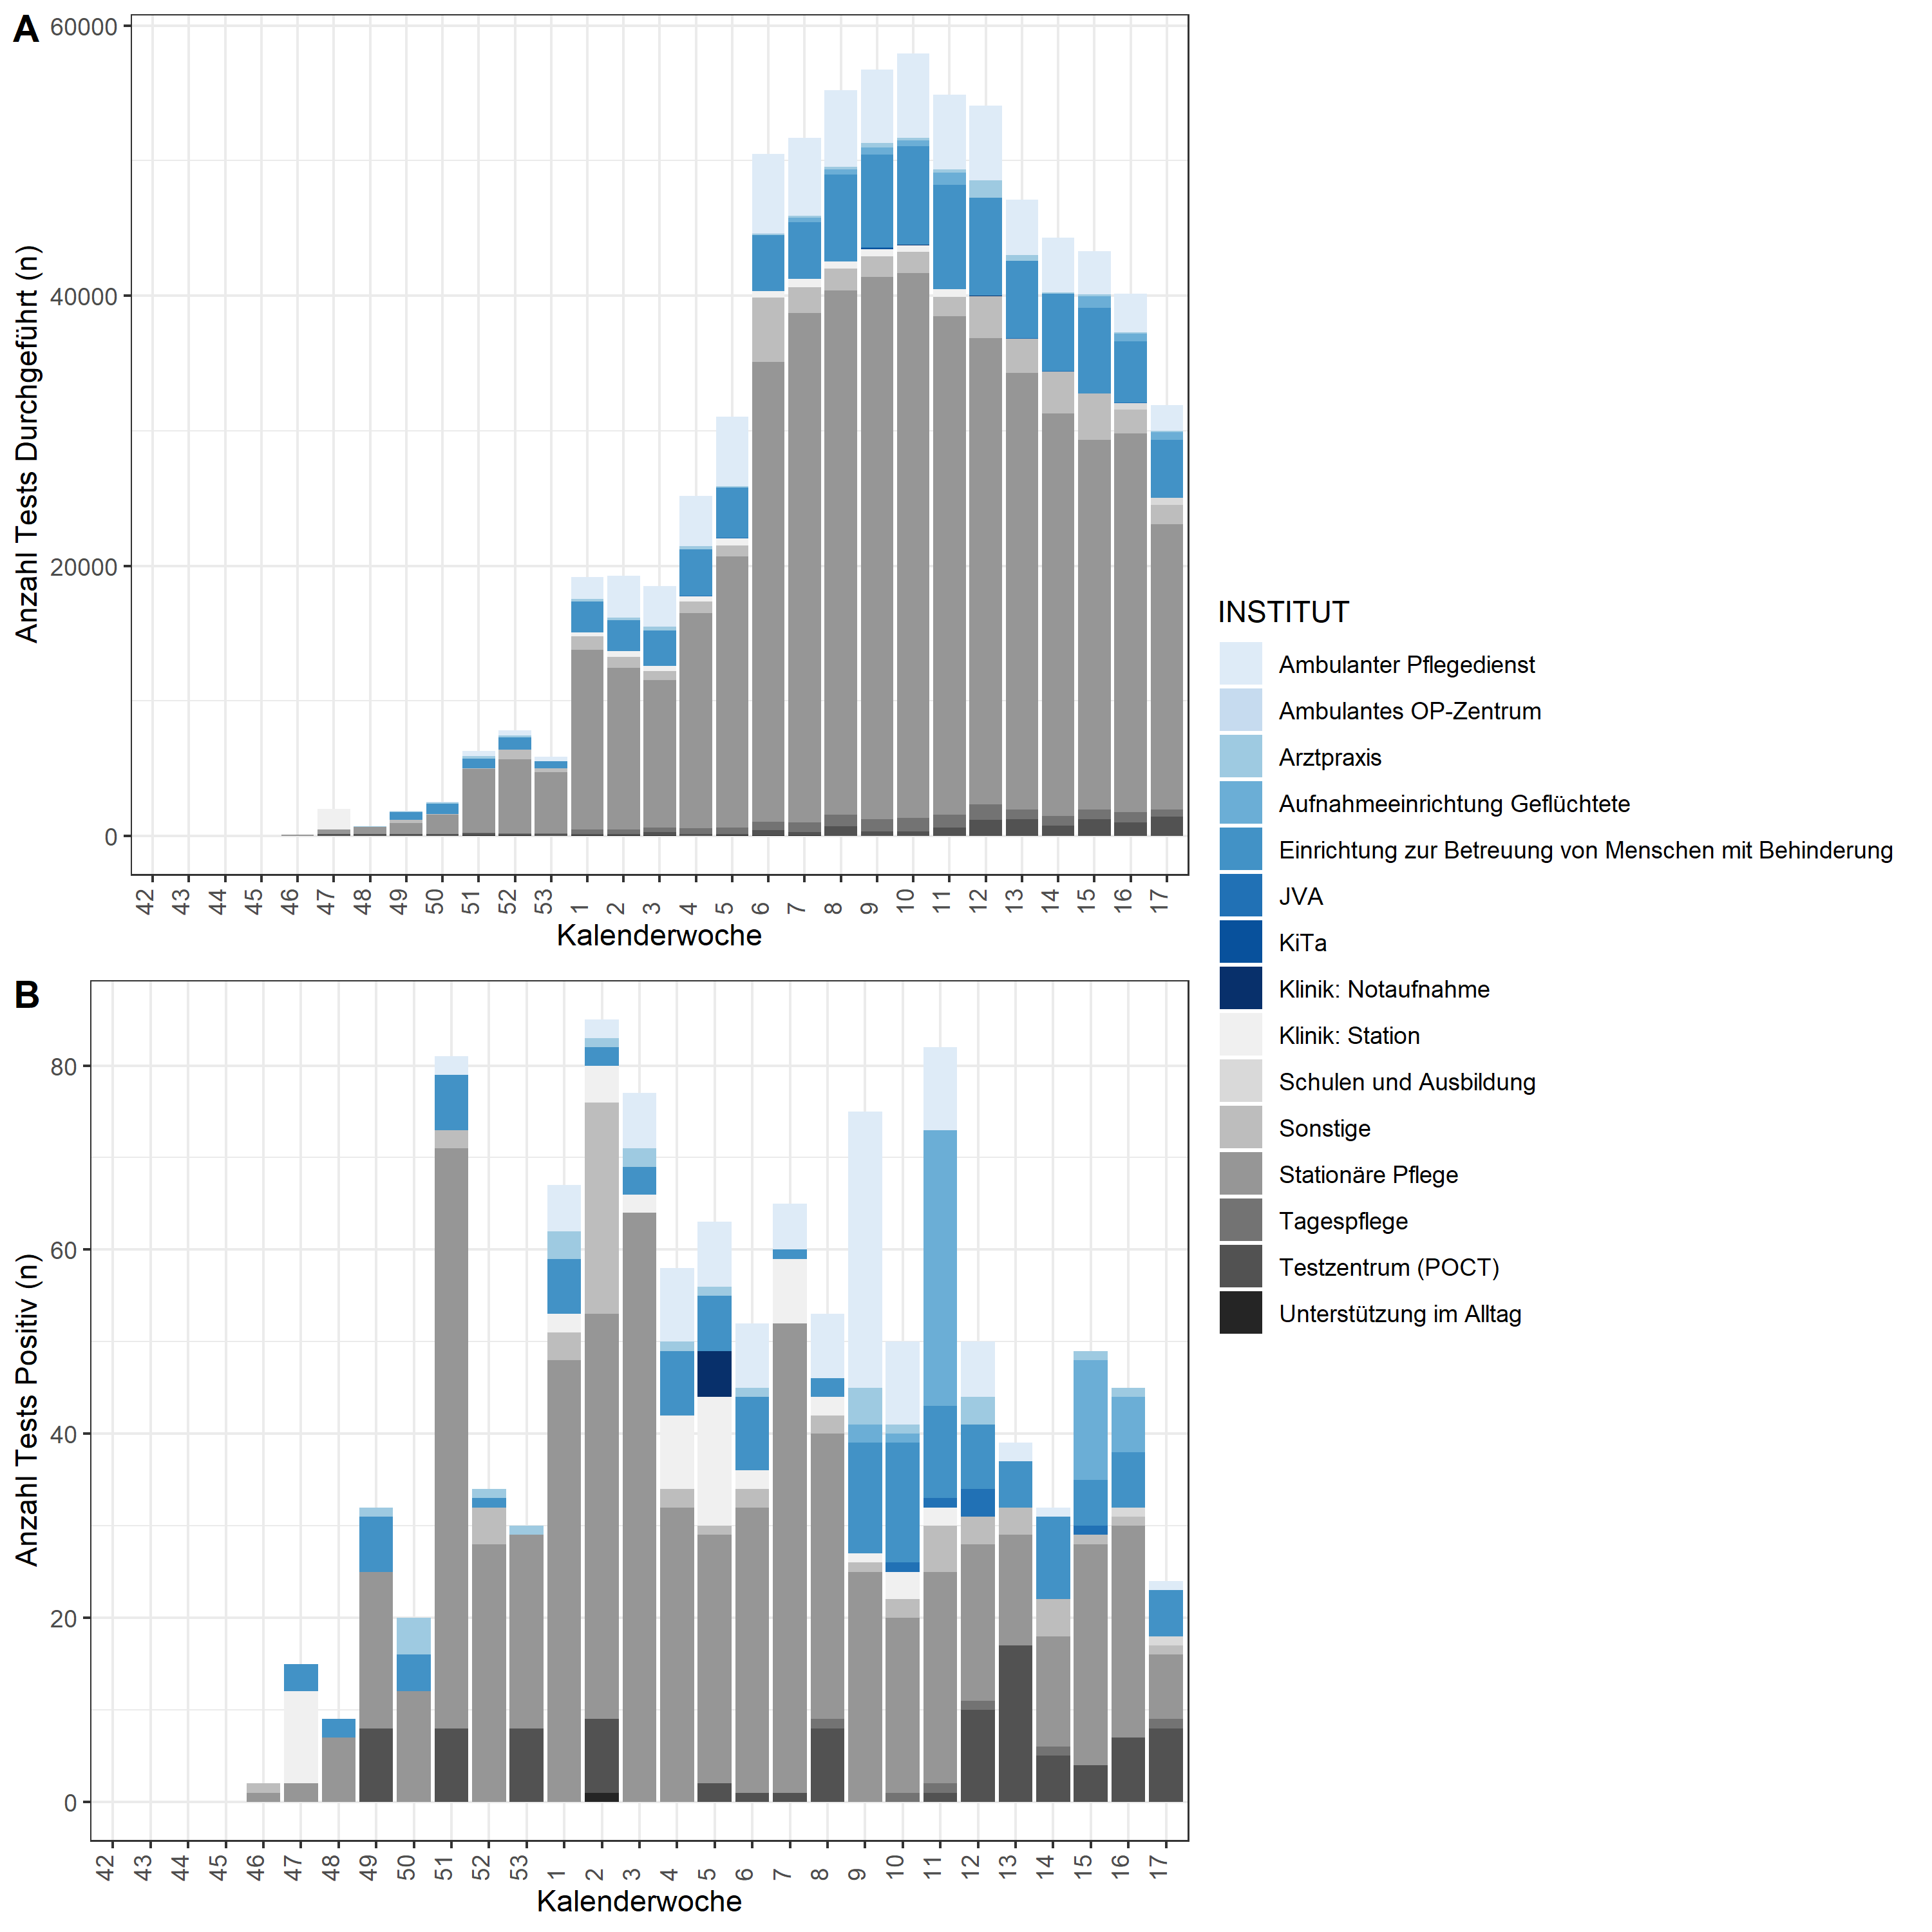 A
Anzahl Tests Durchgeführt (n)
60000
40000
20000
0
42 43 44 45 46 47 48 49 50 51 52 53 1 2 3 4 5 6 7 8 9 10 11 12 13 14 15 16 17
Kalenderwoche
INSTITUT
Ambulanter Pflegedienst
Ambulantes OP-Zentrum
Arztpraxis
Aufnahmeeinrichtung Geflüchtete
Einrichtung zur Betreuung von Menschen mit Behinderung
JVA
KiTa
Klinik: Notaufnahme
Klinik: Station
Schulen und Ausbildung
Sonstige
Stationäre Pflege
Tagespflege
Testzentrum (POCT)
Unterstützung im Alltag
B
Anzahl Tests Positiv (n)
80
60
40
20
0
42 43 44 45 46 47 48 49 50 51 52 53 1 2 3 4 5 6 7 8 9 10 11 12 13 14 15 16 17
Kalenderwoche